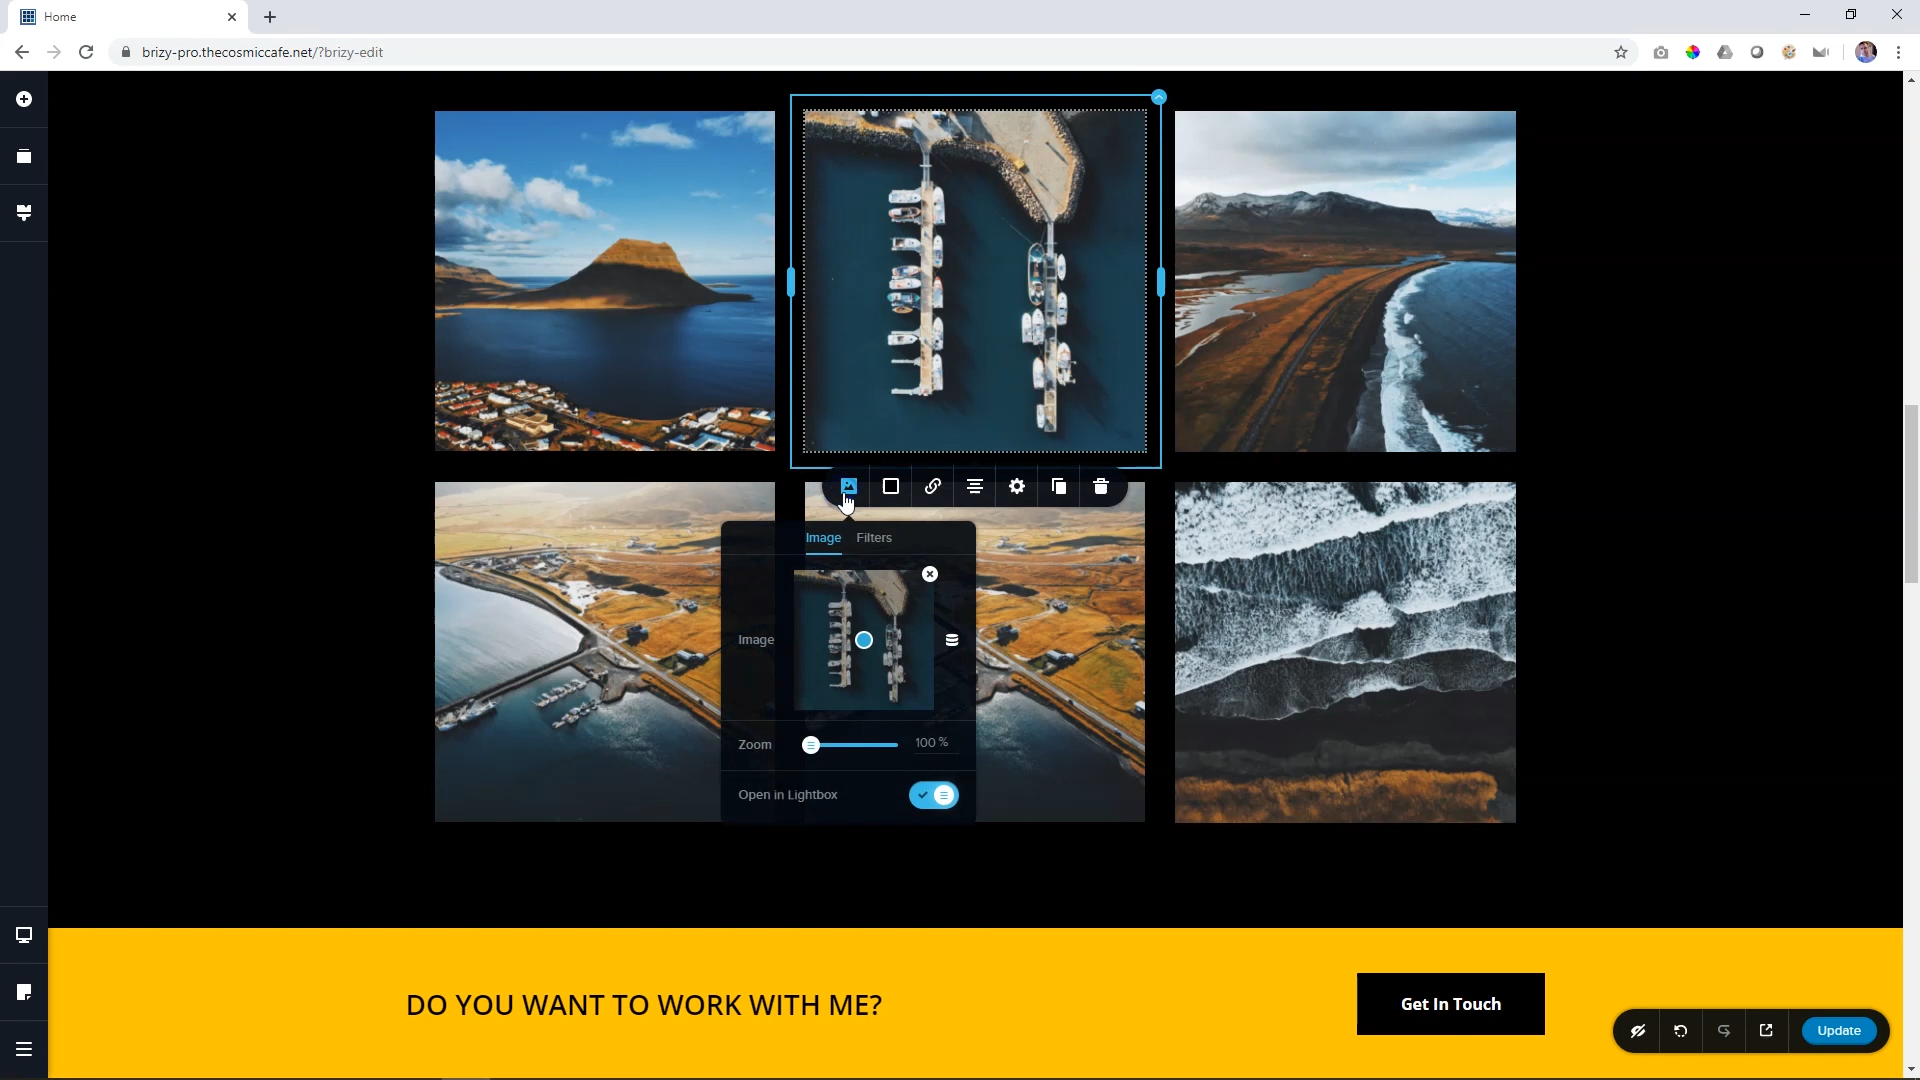 Home
brizy-pro.thecosmiccafe.net/?brizy-edit
Image Filters
Image
Zoom 100 %
Open in Lightbox
DO YOU WANT TO WORK WITH ME?
Get In Touch
Update